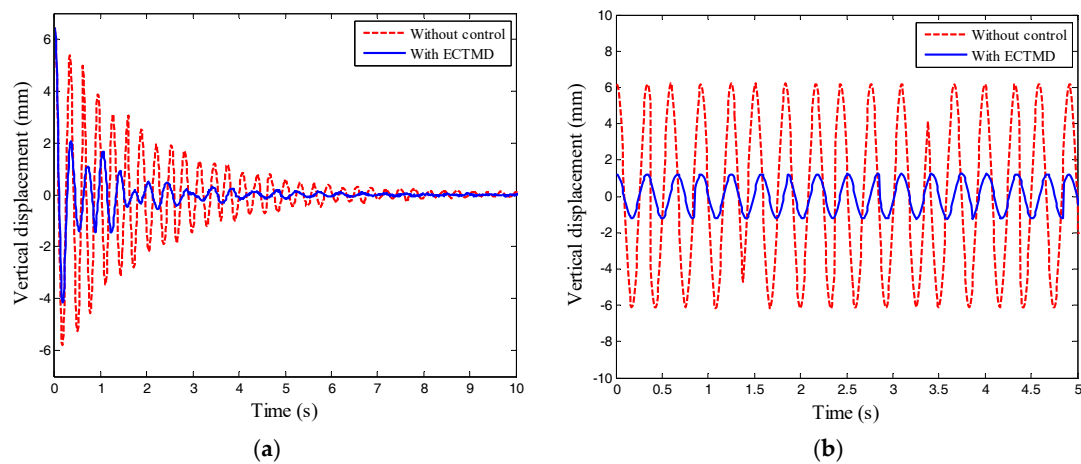 Without control
With ECTMD
Vertical displacement (mm)
6
4
2
0
-2
-4
-6
0 1 2 3 4 5 6 7 8 9 10
Time (s)
(a)
Without control
With ECTMD
Vertical displacement (mm)
10
8
6
4
2
0
-2
-4
-6
-8
-10
0 0.5 1 1.5 2 2.5 3 3.5 4 4.5 5
Time (s)
(b)